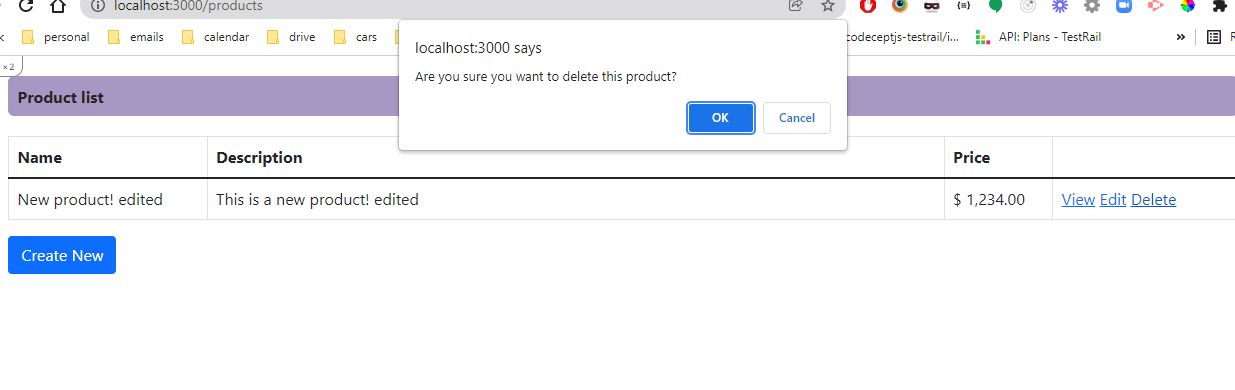 localhost:3000/products
personal
emails
calendar
drive
cars
codeceptjs-testrail/i...
API: Plans - TestRail
»
× 2
localhost:3000 says
Are you sure you want to delete this product?
OK
Cancel
Product list
Name Description Price
New product! edited This is a new product! edited $ 1,234.00 View Edit Delete
Create New